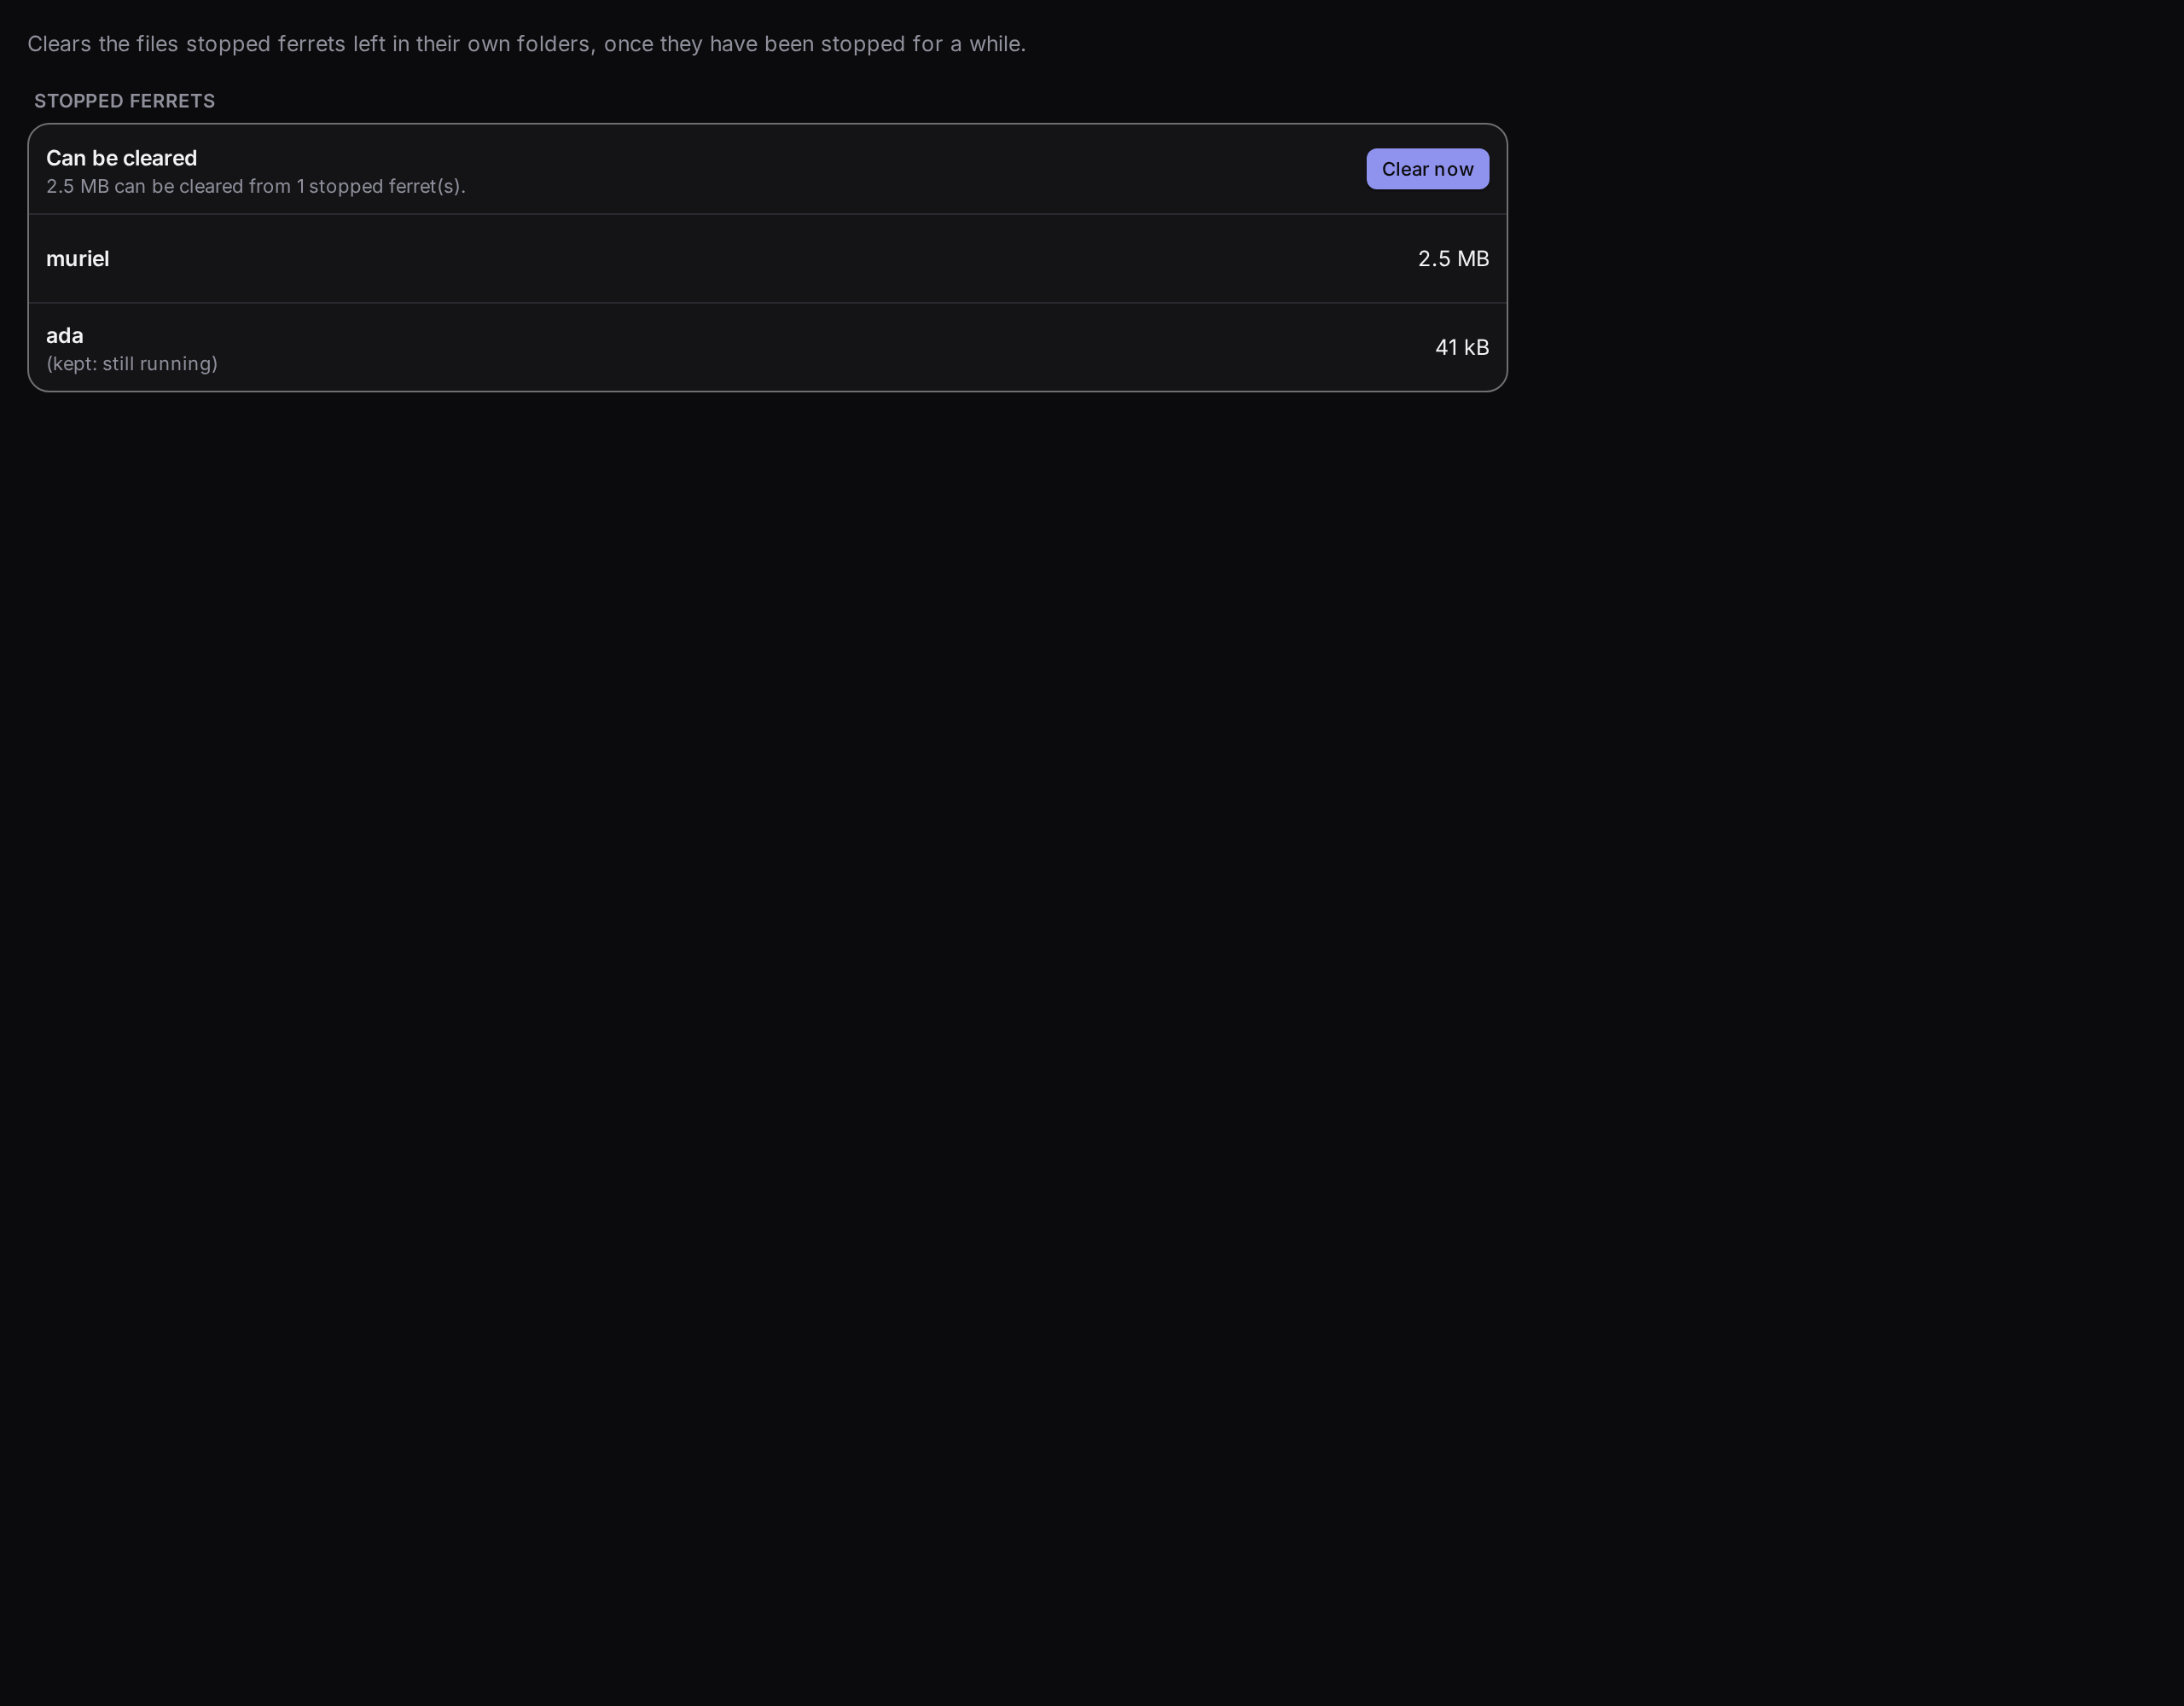 Clears the files stopped ferrets left in their own folders, once they have been stopped for a while.
STOPPED FERRETS
Can be cleared
2.5 MB can be cleared from 1 stopped ferret(s).
Clear now
muriel
2.5 MB
ada
(kept: still running)
41 kB